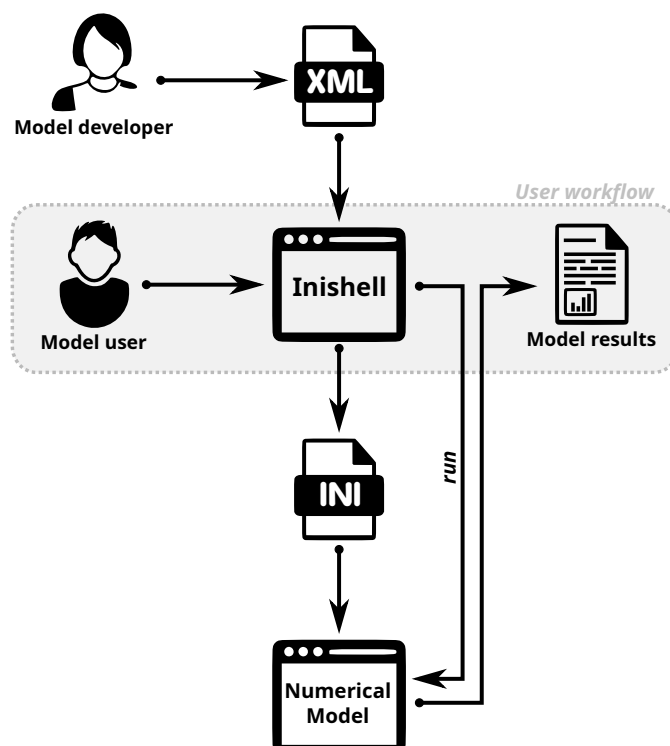 XML
Model developer
User workflow
Inishell
Model user
Model results
run
INI
Numerical
Model